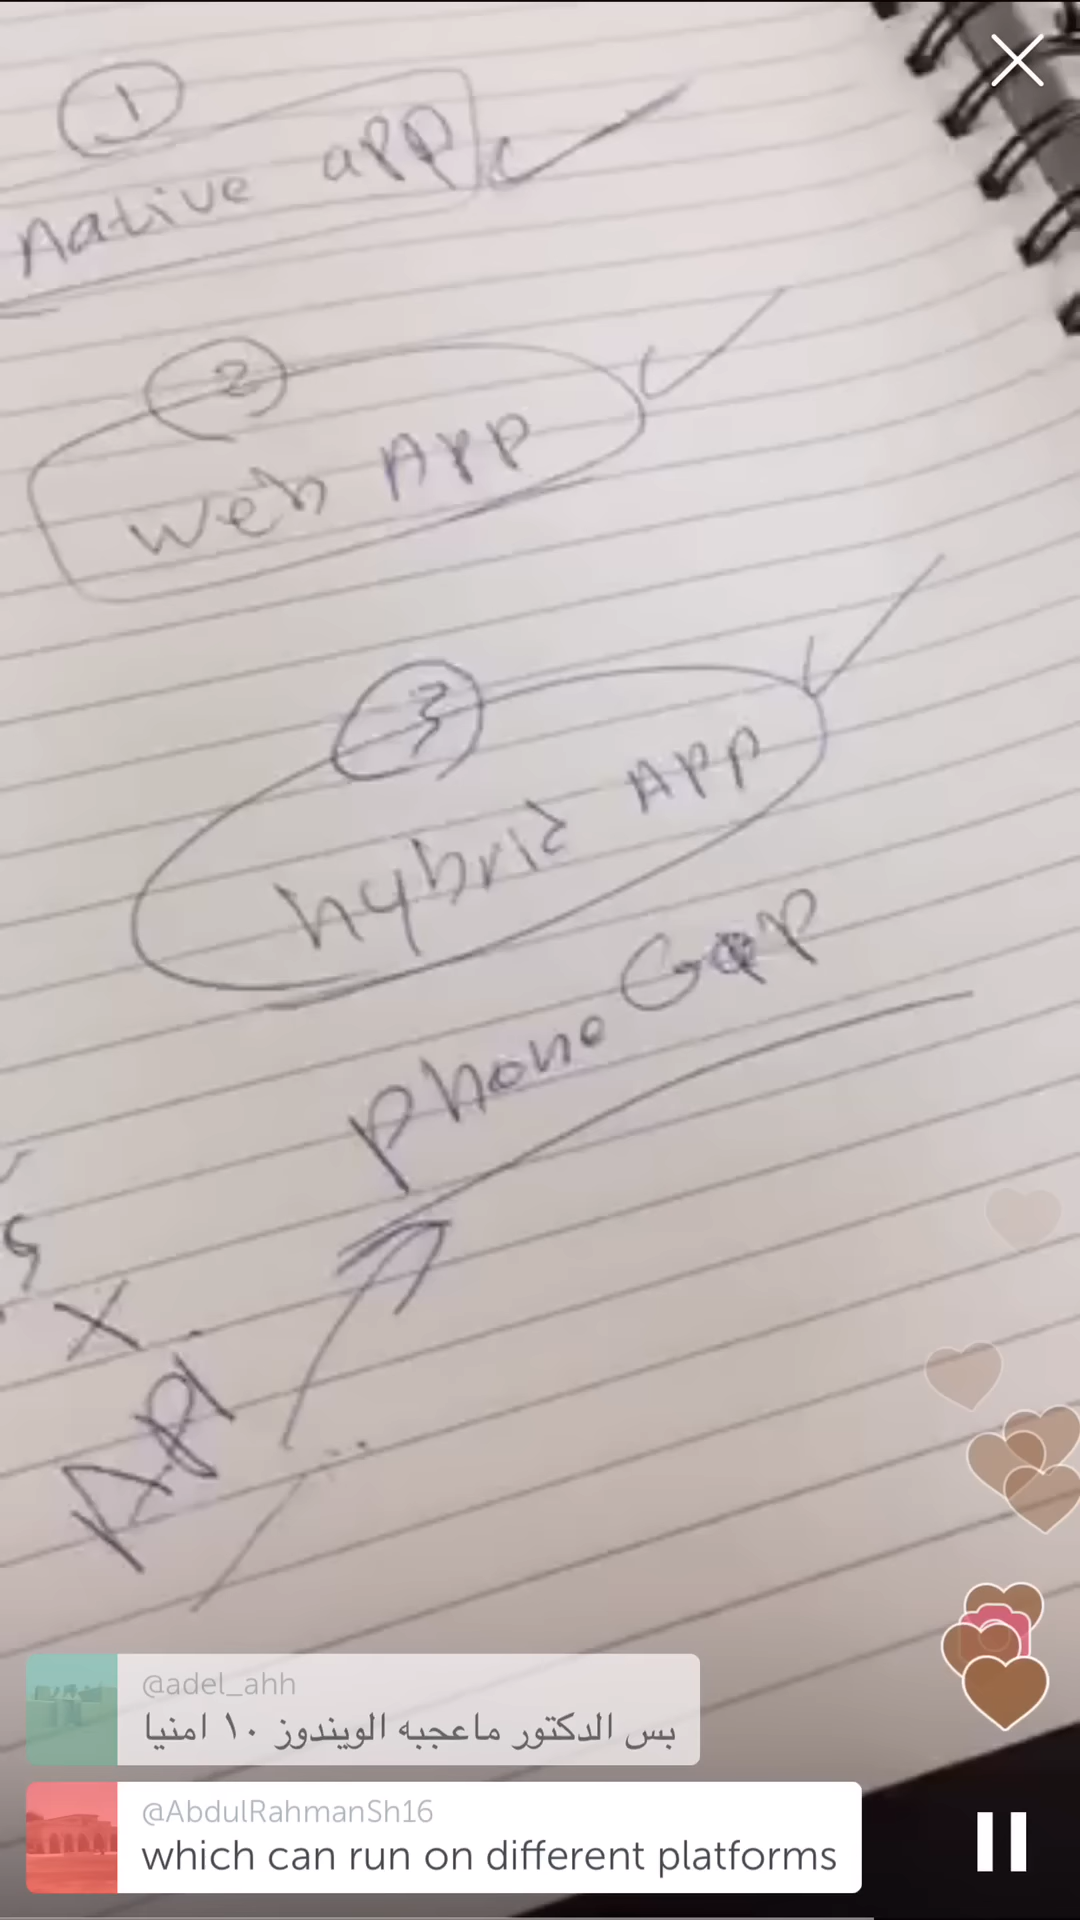 1
Native app
2
Web App
3
hybrid App
Phone Gap
X
API
@adel_ahh
بس الدكتور ماعجبه الويندوز ١٠ امنيا
@AbdulRahmanSh16
which can run on different platforms